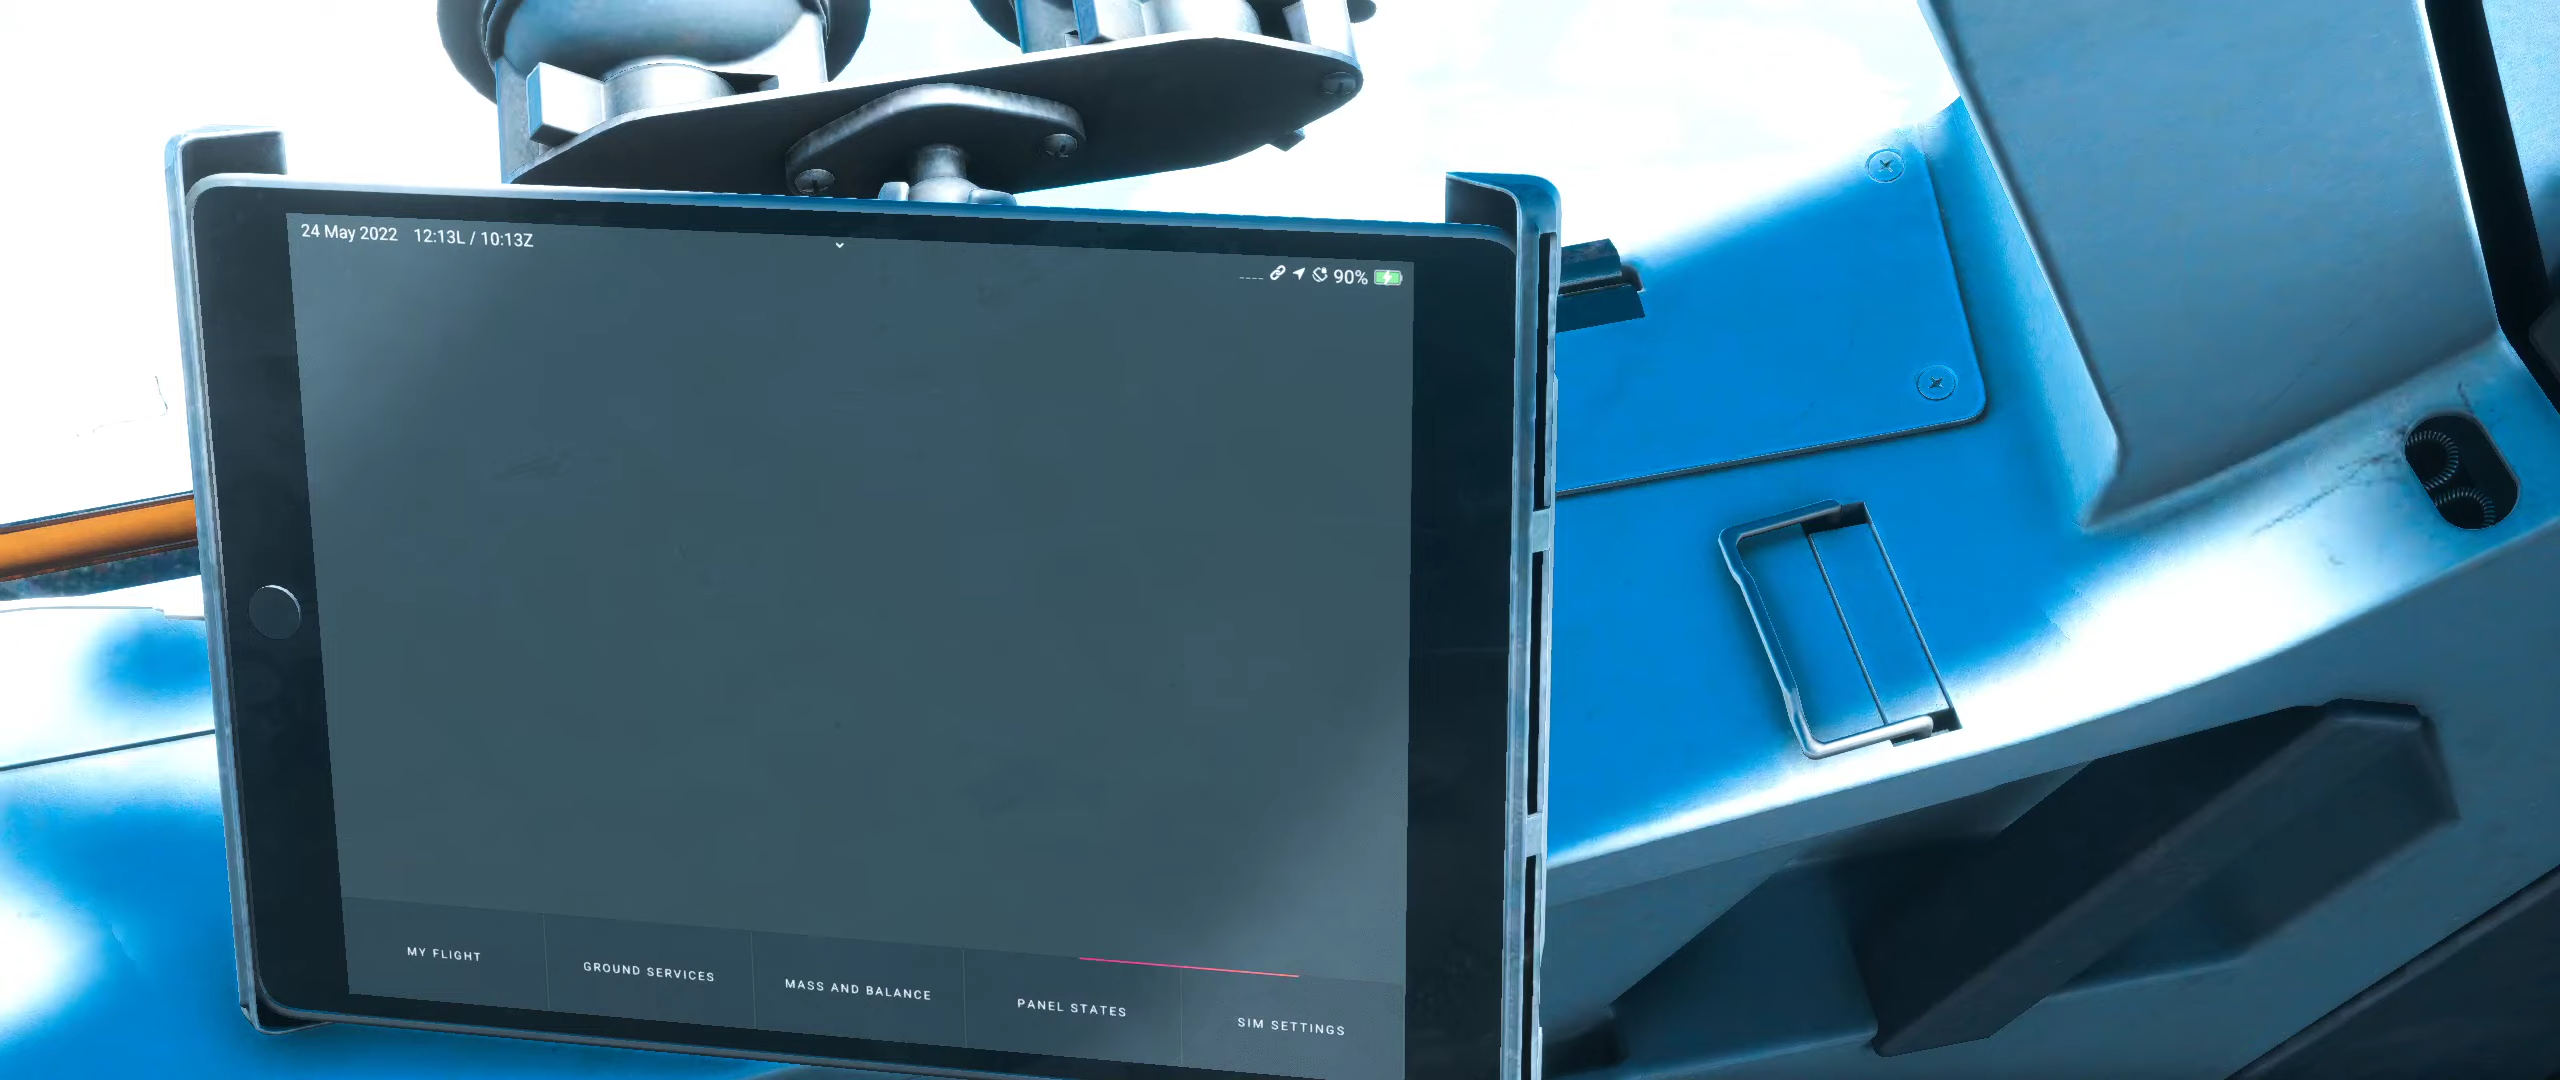 24 May 2022 12:13L / 10:13Z
90%
MY FLIGHT
GROUND SERVICES
MASS AND BALANCE
PANEL STATES
SIM SETTINGS